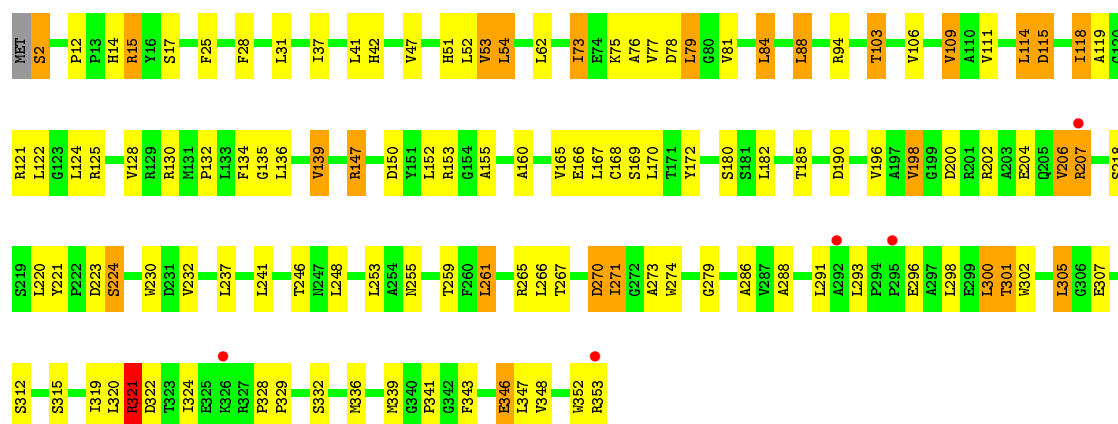 MET S2 P12 P13 H14 R15 Y16 S17 F25 F28 L31 I37 L41 H42 V47 H51 L52 V53 L54 L62 I73 E74 K75 A76 V77 D78 L79 G80 V81 L84 L88 R94 T103 V106 V109 A110 V111 L114 D115 I118 A119 G120
R121 L122 G123 L124 R125 V128 R129 R130 M131 P132 L133 F134 G135 L136 V139 R147 D150 Y151 L152 R153 G154 A155 A160 V165 E166 L167 C168 S169 L170 T171 Y172 S180 S181 L182 T185 D190 V196 A197 V198 G199 D200 R201 R202 A203 E204 Q205 V206 R207 S218
S219 L220 Y221 P222 D223 S224 W230 D231 V232 L237 L241 T246 N247 L248 L253 A254 N255 T259 F260 L261 R265 L266 T267 D270 I271 G272 A273 W274 G279 A286 V287 A288 L291 A292 L293 P294 P295 E296 A297 L298 E299 L300 T301 W302 L305 G306 E307
S312 S315 I319 L320 R321 D322 T323 I324 E325 K326 R327 P328 P329 S332 M336 M339 G340 P341 G342 F343 E346 L347 V348 W352 R353